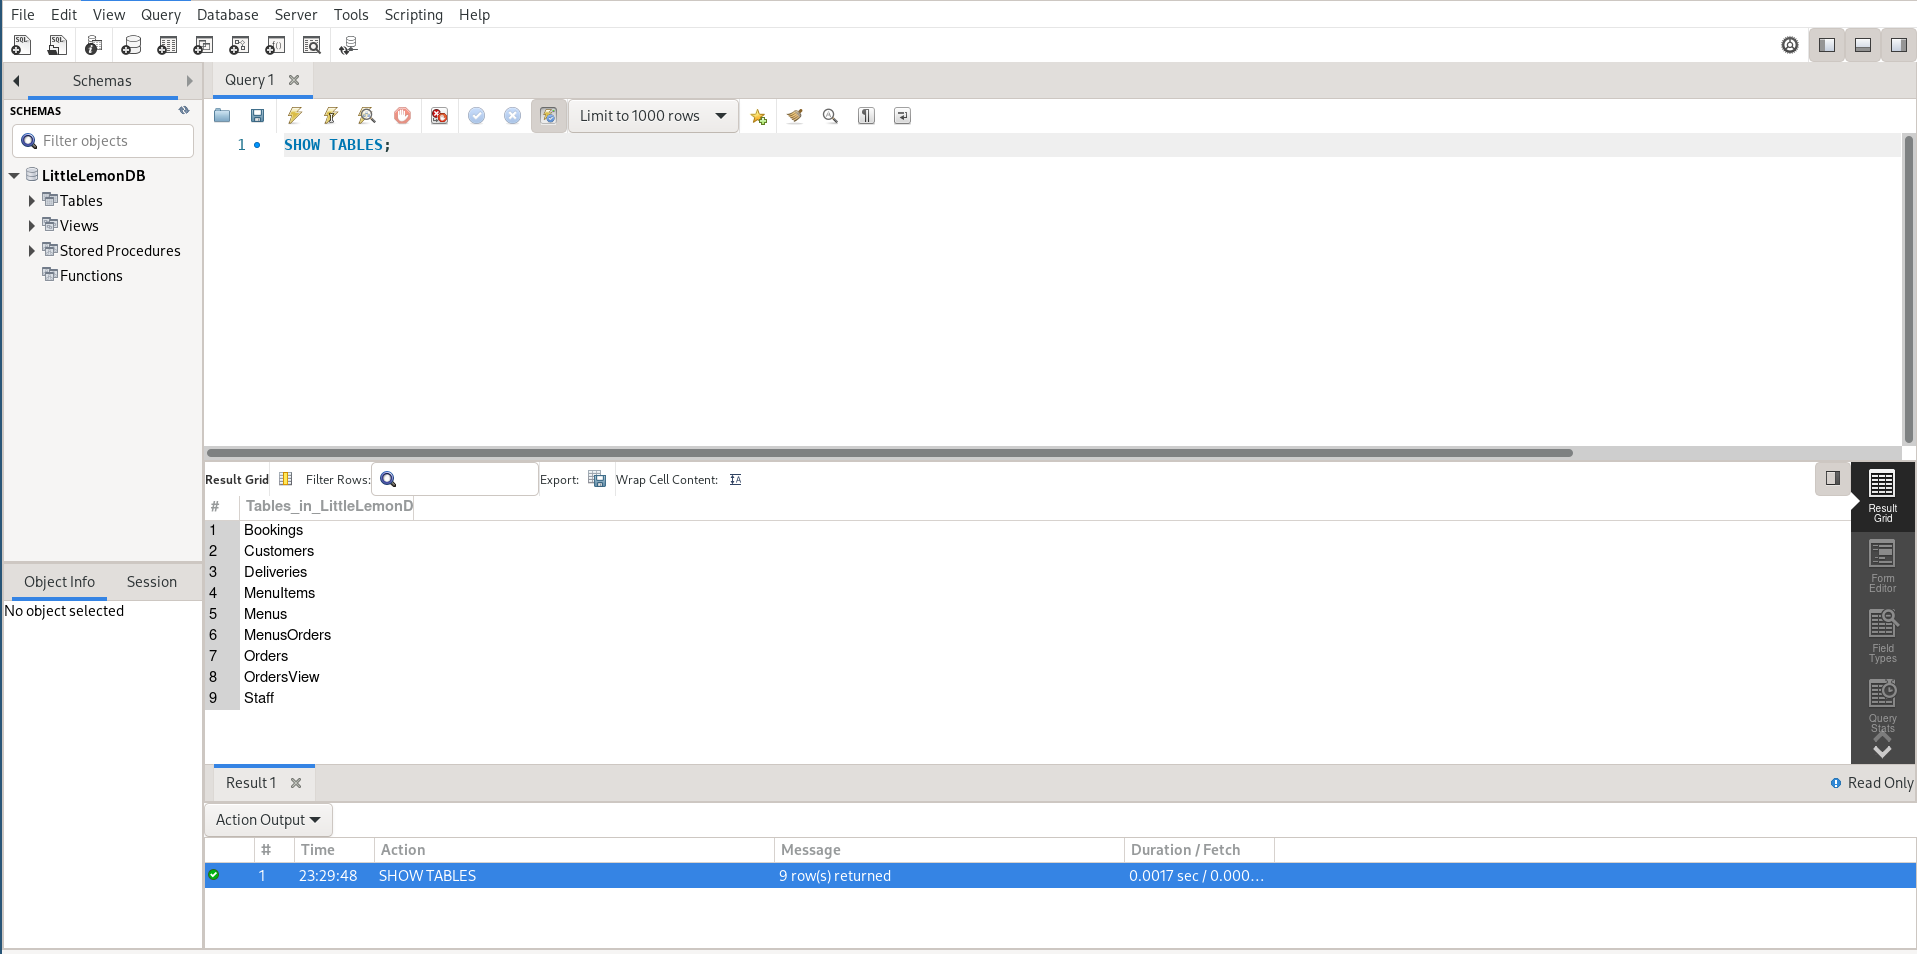 File Edit View Query Database Server Tools Scripting Help
Schemas
Query 1
SCHEMAS
Filter objects
Limit to 1000 rows
1 SHOW TABLES;
LittleLemonDB
Tables
Views
Stored Procedures
Functions
Result Grid Filter Rows: Export: Wrap Cell Content:
# Tables_in_LittleLemonD
1 Bookings
2 Customers
3 Deliveries
4 MenuItems
5 Menus
6 MenusOrders
7 Orders
8 OrdersView
9 Staff
Result
Grid
Form
Editor
Field
Types
Query
Stats
Object Info Session
No object selected
Result 1
Read Only
Action Output
# Time Action Message Duration / Fetch
1 23:29:48 SHOW TABLES 9 row(s) returned 0.0017 sec / 0.000...